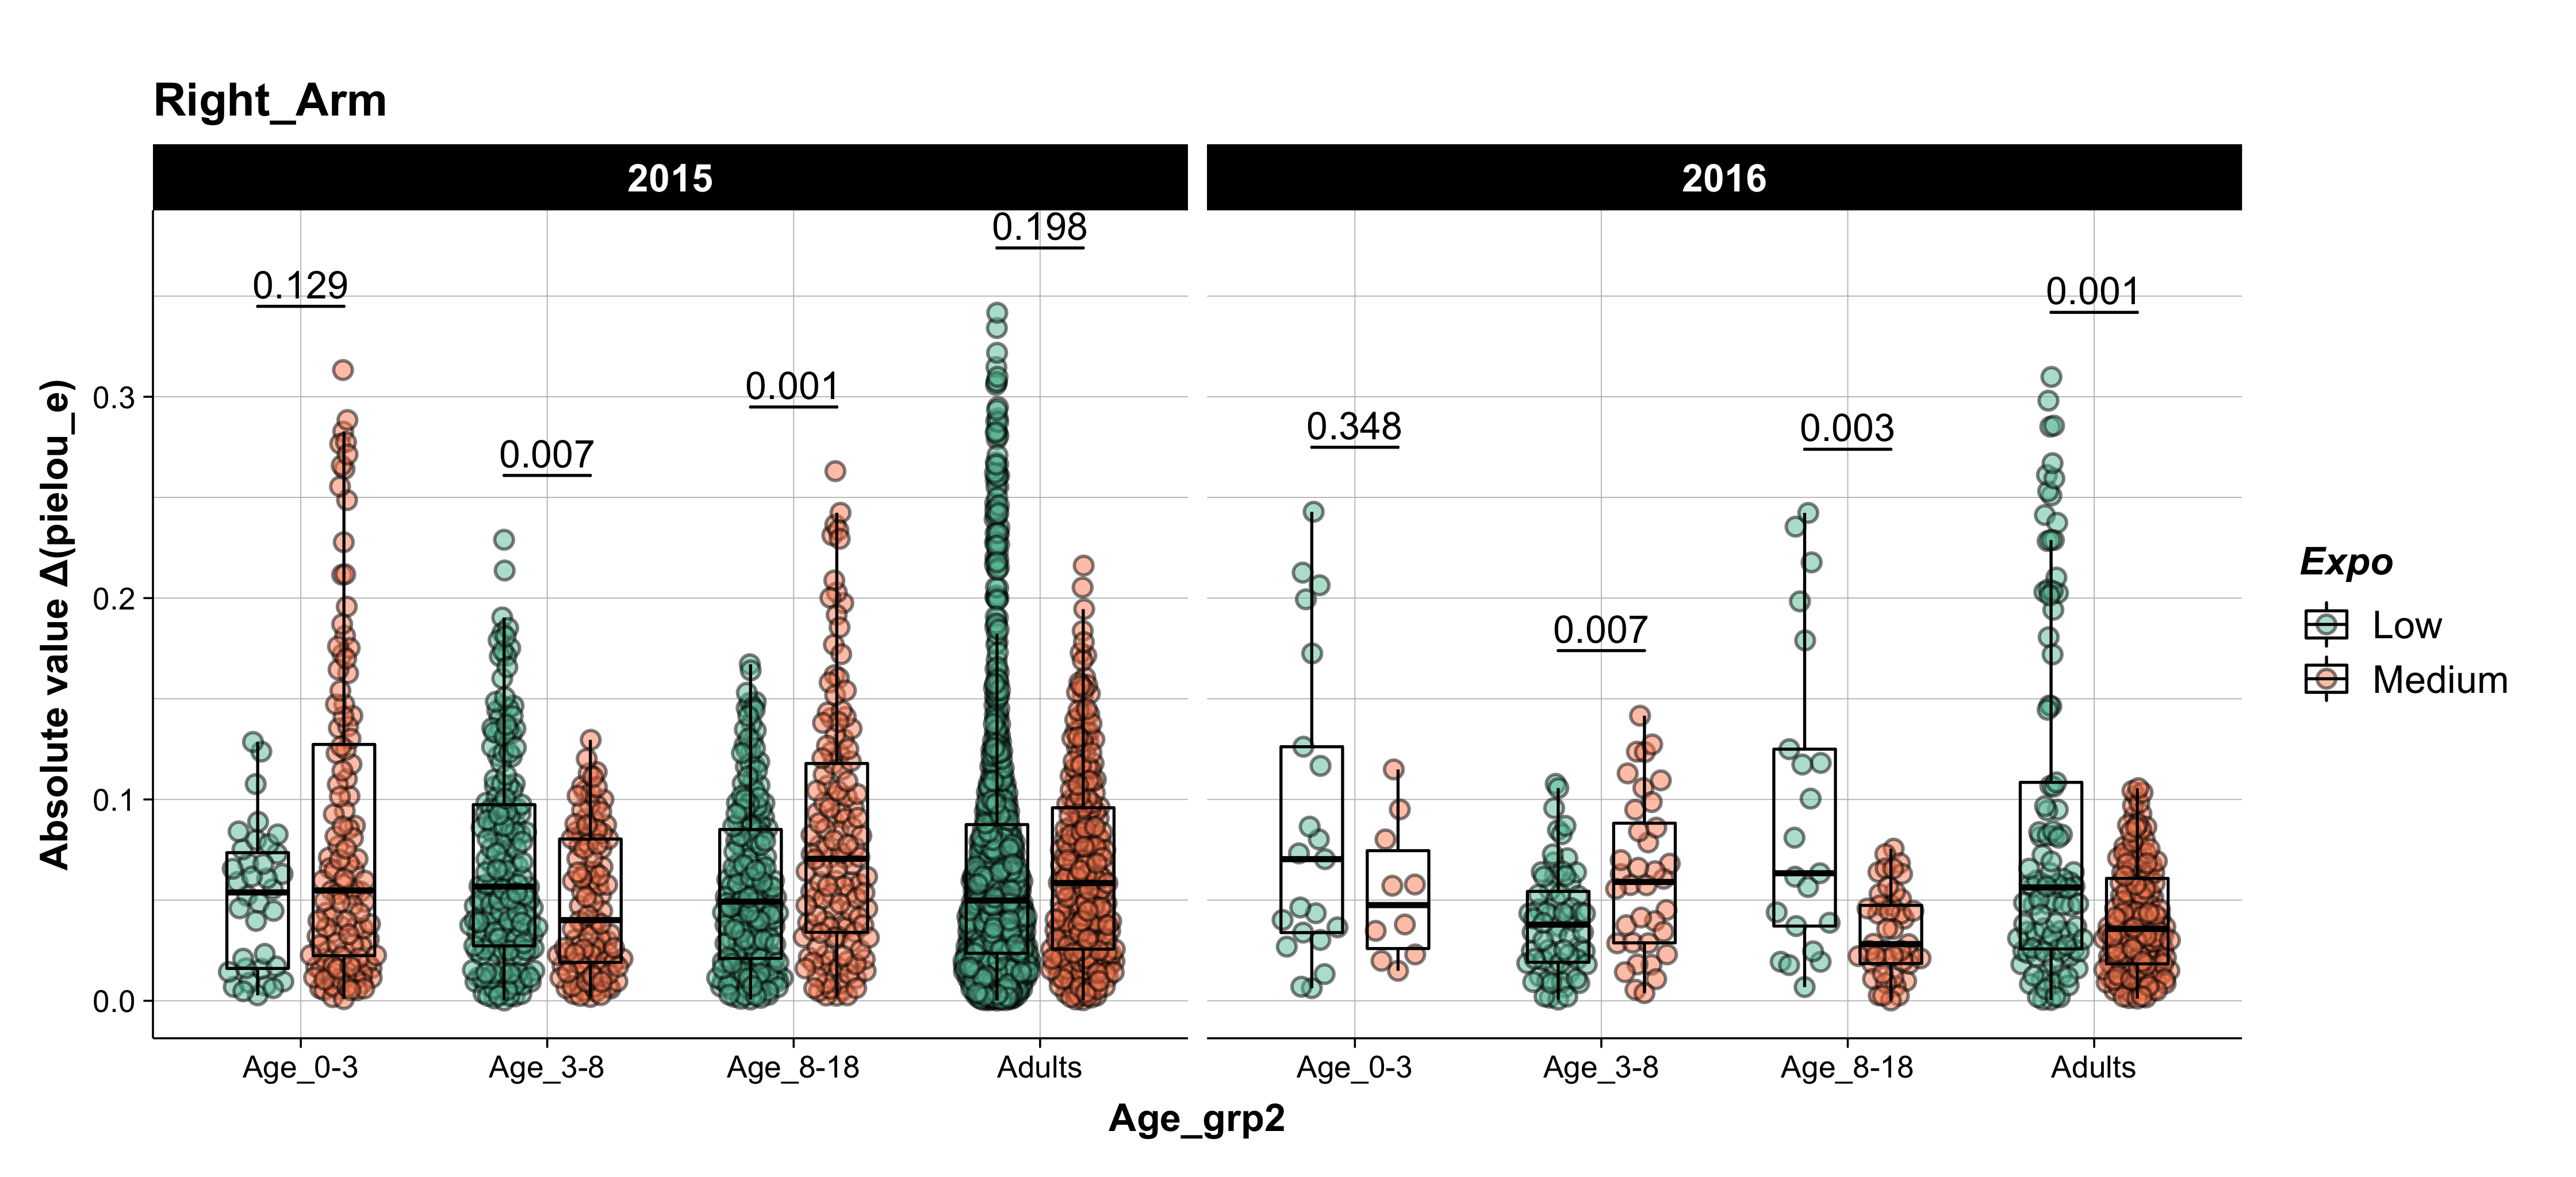 Right_Arm
2015
2016
0.129
0.007
0.001
0.198
0.348
0.007
0.003
0.001
Absolute value Δ(pielou_e)
0.3
0.2
0.1
0.0
Age_0-3
Age_3-8
Age_8-18
Adults
Age_0-3
Age_3-8
Age_8-18
Adults
Age_grp2
Expo
Low
Medium